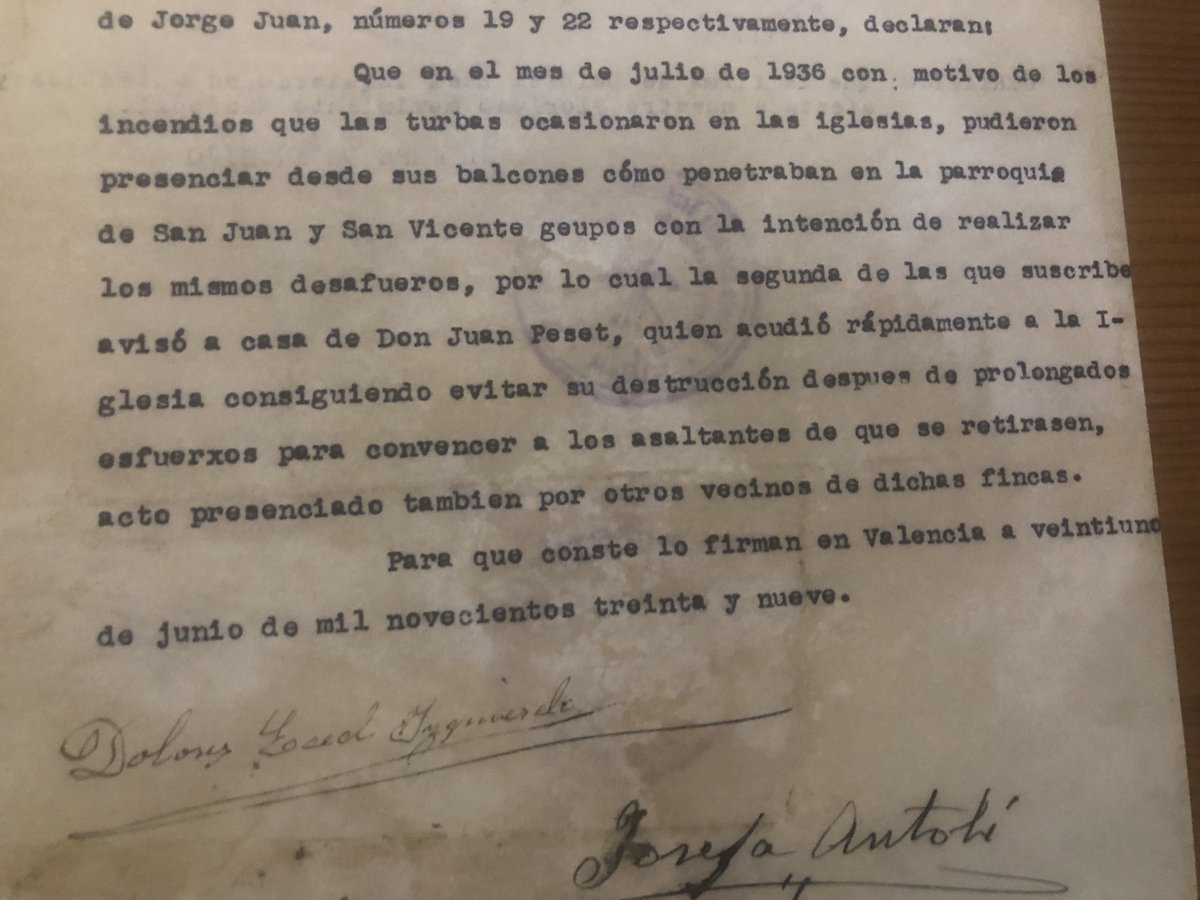 de Jorge Juan, números 19 y 22 respectivamente, declaran;
Que en el mes de julio de 1936 con. motivo de los
incendios que las turbas ocasionaron en las iglesias, pudieron
presenciar desde sus balcones cómo penetraban en la parroquia
de San Juan y San Vicente geupos con la intención de realizar
los mismos desafueros, por lo cual la segunda de las que suscribe
avisó a casa de Don Juan Peset, quien acudió rápidamente a la I-
glesia consiguiendo evitar su destrucción despues de prolongados
esfuerxos para convencer a los asaltantes de que se retirasen,
acto presenciado tambien por otros vecinos de dichas fincas.
Para que conste lo firman en Valencia a veintiuno
de junio de mil novecientos treinta y nueve.
Dolores Izquierdo
Josefa Antolí